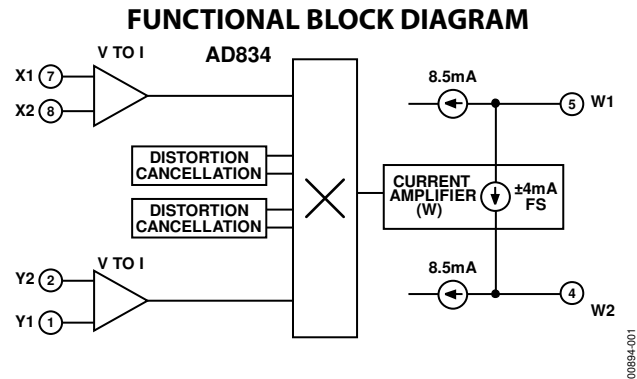 FUNCTIONAL BLOCK DIAGRAM
V TO I
AD834
X1 7
X2 8
8.5mA
5 W1
DISTORTION
CANCELLATION
DISTORTION
CANCELLATION
CURRENT
AMPLIFIER
(W)
±4mA
FS
Y2 2
V TO I
Y1 1
8.5mA
4 W2
00894-001